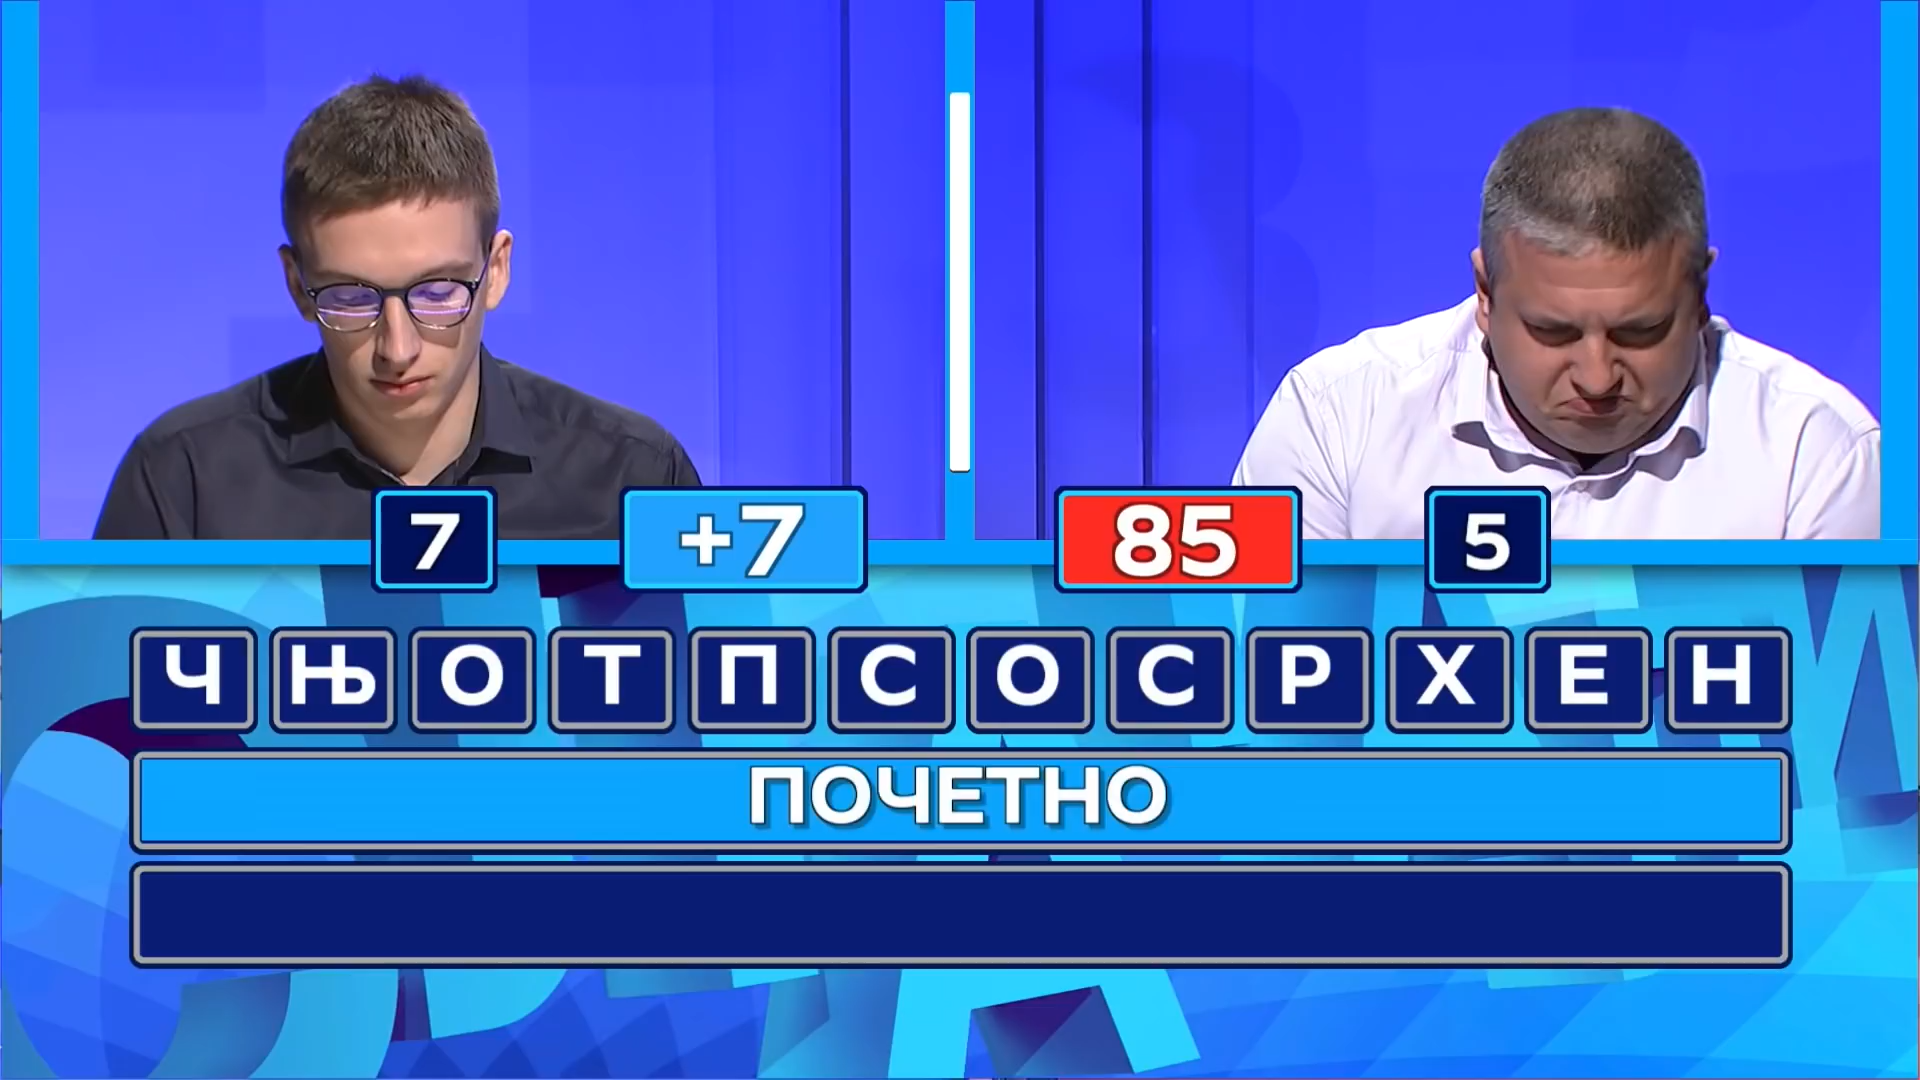 7 +7 85 5
Ч Њ О Т П С О С Р Х Е Н
ПОЧЕТНО